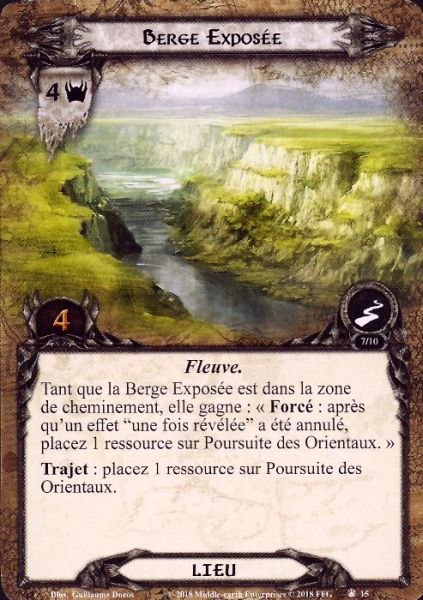 Berge Exposée
4
4
7/10
Fleuve.
Tant que la Berge Exposée est dans la zone
de cheminement, elle gagne : « Forcé : après
qu'un effet “une fois révélée” a été annulé,
placez 1 ressource sur Poursuite des Orientaux. »
Trajet : placez 1 ressource sur Poursuite des
Orientaux.
LIEU
Illus. Guillaume Ducos © 2018 Middle-earth Enterprises © 2018 FFG 15